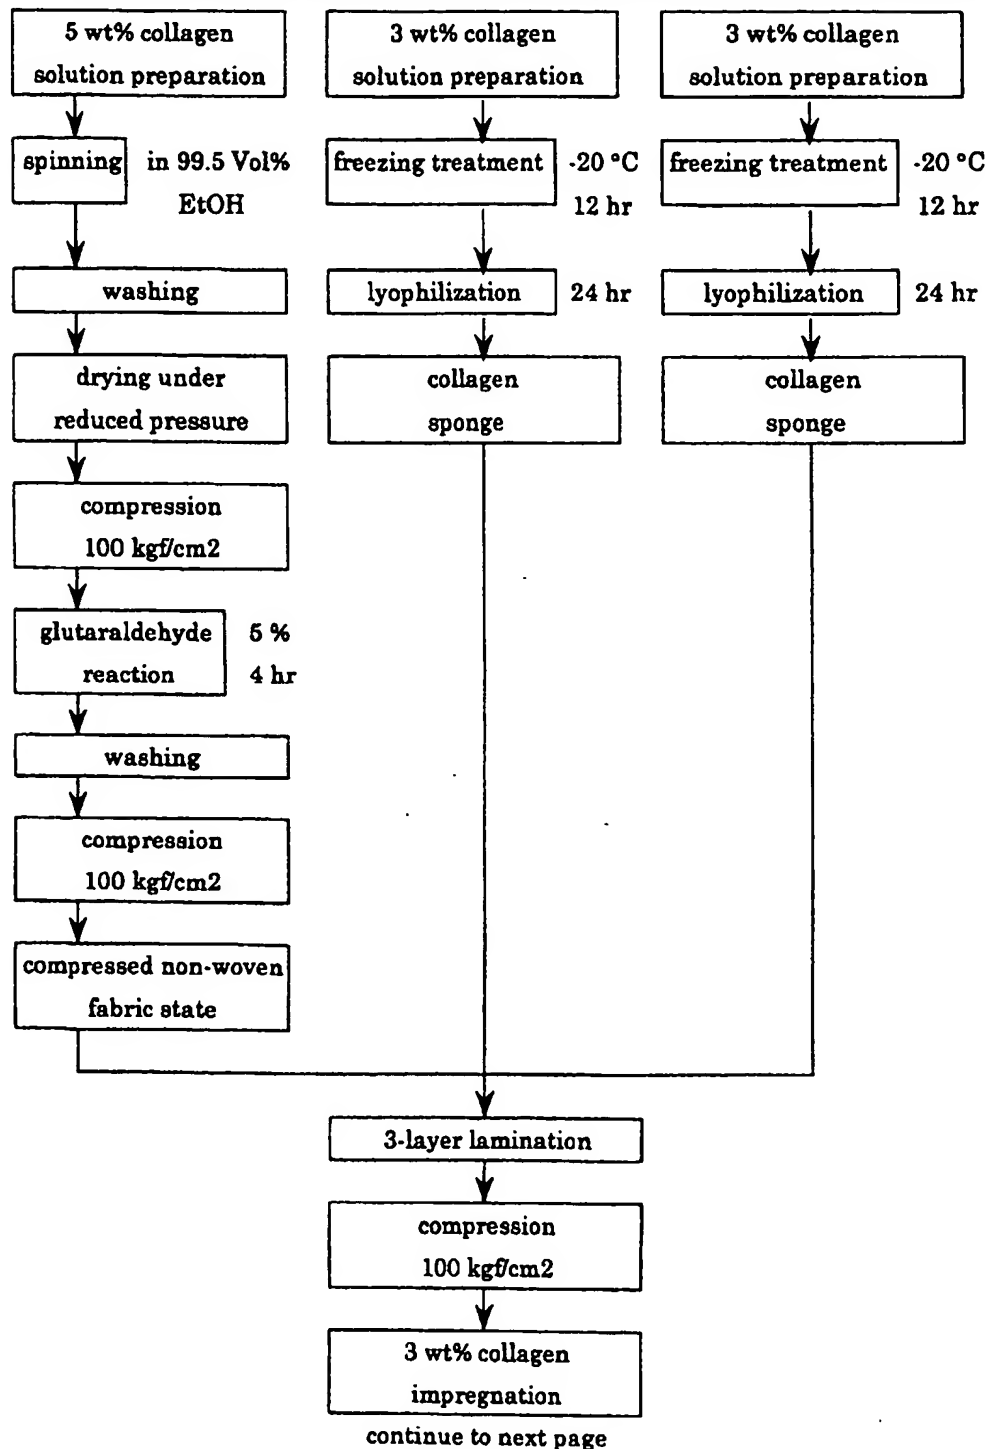 5 wt% collagen
solution preparation
spinning
in 99.5 Vol%
EtOH
washing
drying under
reduced pressure
compression
100 kgf/cm2
glutaraldehyde
reaction
5 %
4 hr
washing
compression
100 kgf/cm2
compressed non-woven
fabric state
3 wt% collagen
solution preparation
freezing treatment
-20 °C
12 hr
lyophilization
24 hr
collagen
sponge
3 wt% collagen
solution preparation
freezing treatment
-20 °C
12 hr
lyophilization
24 hr
collagen
sponge
3-layer lamination
compression
100 kgf/cm2
3 wt% collagen
impregnation
continue to next page